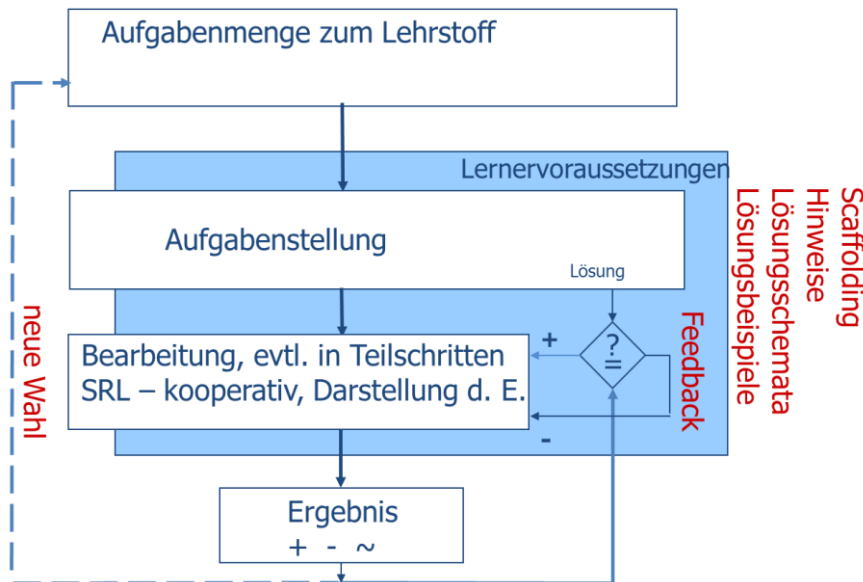 Aufgabenmenge zum Lehrstoff
Lernervoraussetzungen
Aufgabenstellung
Lösung
?
=
+
-
Bearbeitung, evtl. in Teilschritten
SRL – kooperativ, Darstellung d. E.
Ergebnis
+ - ~
neue Wahl
Feedback
Scaffolding
Hinweise
Lösungsschemata
Lösungsbeispiele